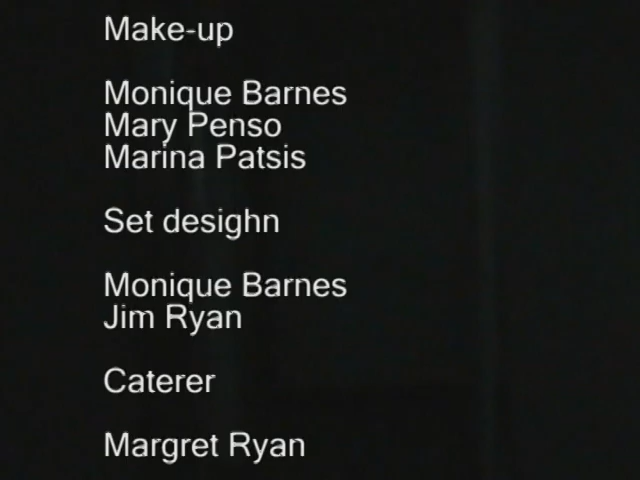 Make-up
Monique Barnes
Mary Penso
Marina Patsis
Set desighn
Monique Barnes
Jim Ryan
Caterer
Margret Ryan